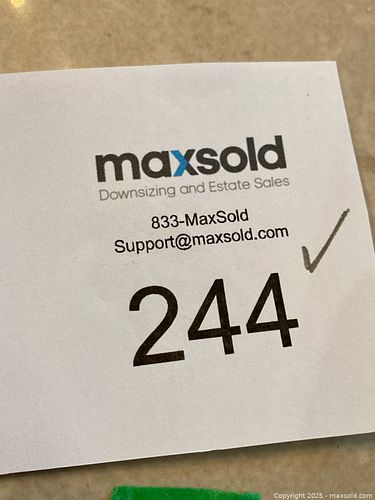 maxsold
Downsizing and Estate Sales
833-MaxSold
Support@maxsold.com
244
Copyright © 2025 - maxsold.com